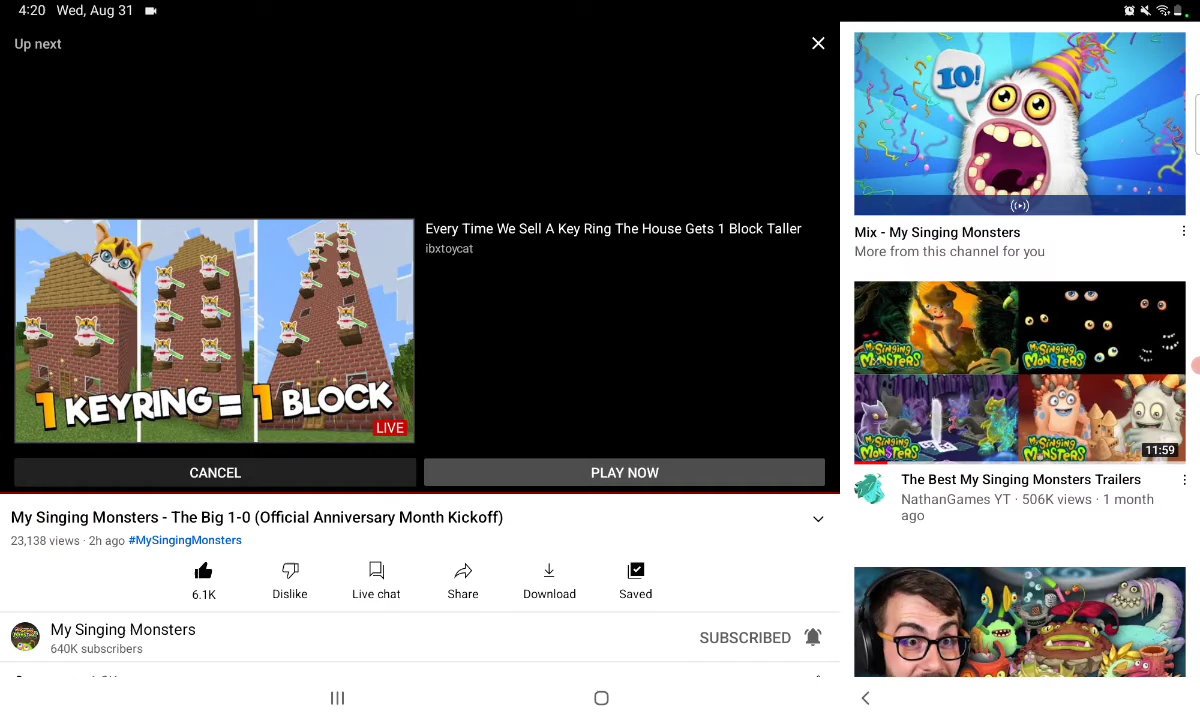 4:20 Wed, Aug 31
Up next
Every Time We Sell A Key Ring The House Gets 1 Block Taller
ibxtoycat
1 KEYRING = 1 BLOCK
LIVE
CANCEL
PLAY NOW
My Singing Monsters - The Big 1-0 (Official Anniversary Month Kickoff)
23,138 views · 2h ago #MySingingMonsters
6.1K
Dislike
Live chat
Share
Download
Saved
My Singing Monsters
640K subscribers
SUBSCRIBED
10!
Mix - My Singing Monsters
More from this channel for you
My Singing Monsters
My Singing Monsters
My Singing Monsters
My Singing Monsters
11:59
The Best My Singing Monsters Trailers
NathanGames YT · 506K views · 1 month
ago